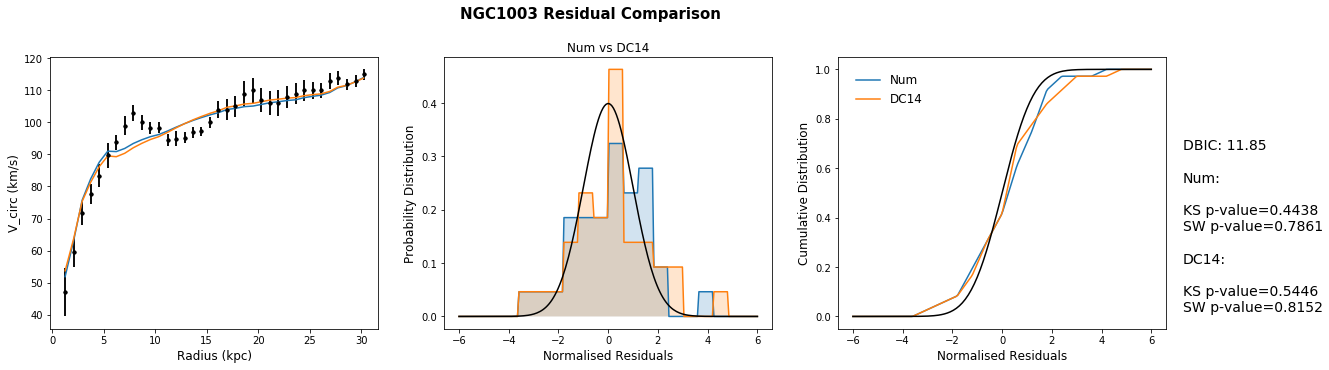 NGC1003 Residual Comparison
V_circ (km/s)
120
110
100
90
80
70
60
50
40
0 5 10 15 20 25 30
Radius (kpc)
Num vs DC14
Probability Distribution
0.4
0.3
0.2
0.1
0.0
−6 −4 −2 0 2 4 6
Normalised Residuals
Cumulative Distribution
1.0
0.8
0.6
0.4
0.2
0.0
Num
DC14
−6 −4 −2 0 2 4 6
Normalised Residuals
DBIC: 11.85
Num:
KS p-value=0.4438
SW p-value=0.7861
DC14:
KS p-value=0.5446
SW p-value=0.8152